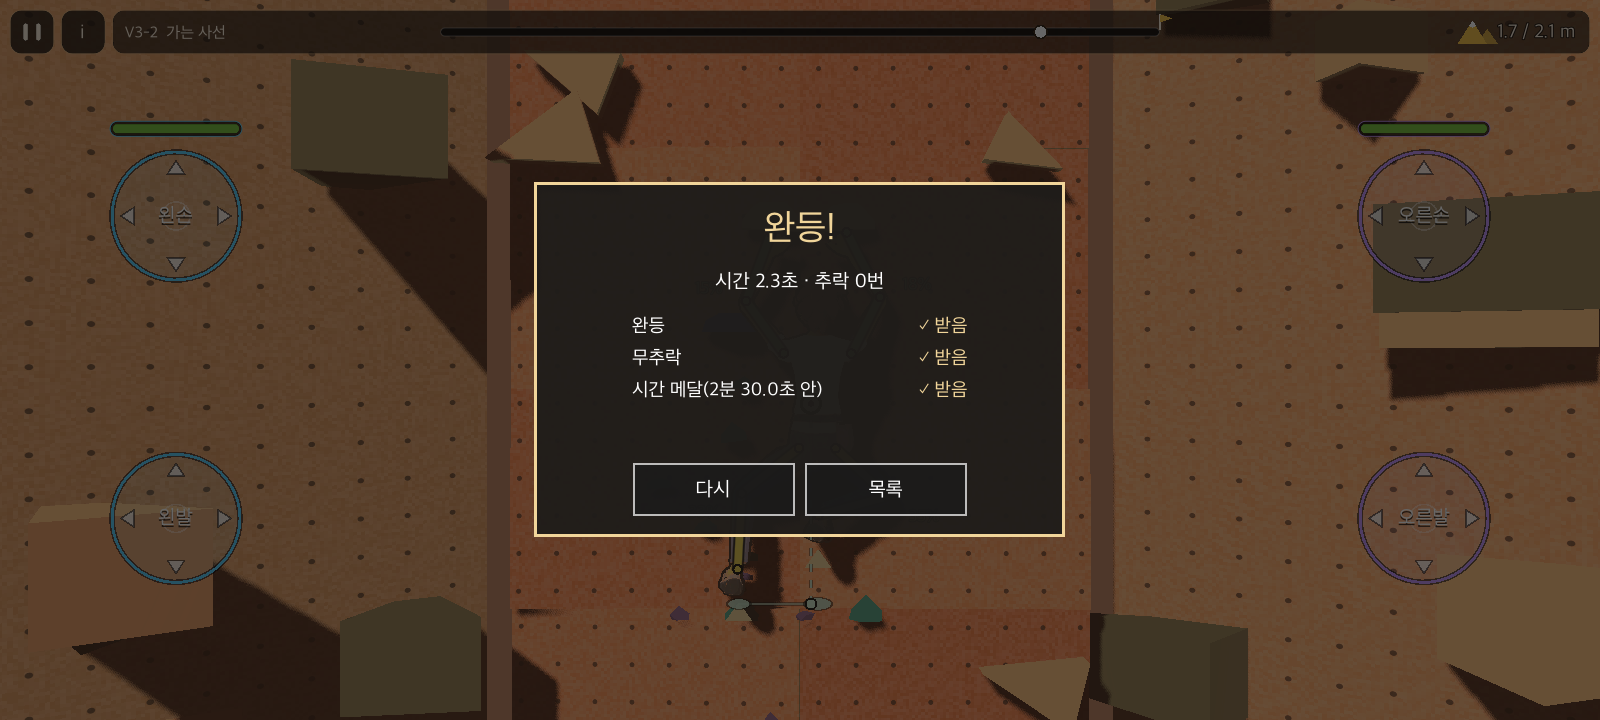 i
V3-2 가는 사선
1.7 / 2.1 m
왼손
오른손
완등!
시간 2.3초 · 추락 0번
완등 ✓ 받음
무추락 ✓ 받음
시간 메달(2분 30.0초 안) ✓ 받음
다시
목록
왼발
오른발